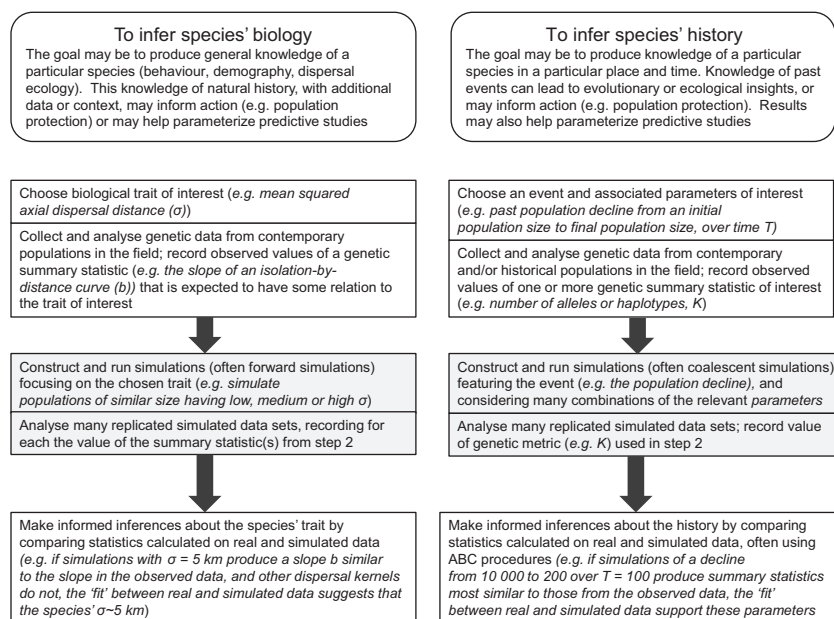 To infer species' biology
The goal may be to produce general knowledge of a
particular species (behaviour, demography, dispersal
ecology). This knowledge of natural history, with additional
data or context, may inform action (e.g. population
protection) or may help parameterize predictive studies
Choose biological trait of interest (e.g. mean squared
axial dispersal distance (σ))
Collect and analyse genetic data from contemporary
populations in the field; record observed values of a genetic
summary statistic (e.g. the slope of an isolation-by-
distance curve (b)) that is expected to have some relation to
the trait of interest
Construct and run simulations (often forward simulations)
focusing on the chosen trait (e.g. simulate
populations of similar size having low, medium or high σ)
Analyse many replicated simulated data sets, recording for
each the value of the summary statistic(s) from step 2
Make informed inferences about the species' trait by
comparing statistics calculated on real and simulated data
(e.g. if simulations with σ = 5 km produce a slope b similar
to the slope in the observed data, and other dispersal kernels
do not, the 'fit' between real and simulated data suggests that
the species' σ~5 km)
To infer species' history
The goal may be to produce knowledge of a particular
species in a particular place and time. Knowledge of past
events can lead to evolutionary or ecological insights, or
may inform action (e.g. population protection). Results
may also help parameterize predictive studies
Choose an event and associated parameters of interest
(e.g. past population decline from an initial
population size to final population size, over time T)
Collect and analyse genetic data from contemporary
and/or historical populations in the field; record observed
values of one or more genetic summary statistic of interest
(e.g. number of alleles or haplotypes, K)
Construct and run simulations (often coalescent simulations)
featuring the event (e.g. the population decline), and
considering many combinations of the relevant parameters
Analyse many replicated simulated data sets; record value
of genetic metric (e.g. K) used in step 2
Make informed inferences about the history by comparing
statistics calculated on real and simulated data, often using
ABC procedures (e.g. if simulations of a decline
from 10 000 to 200 over T = 100 produce summary statistics
most similar to those from the observed data, the 'fit'
between real and simulated data support these parameters